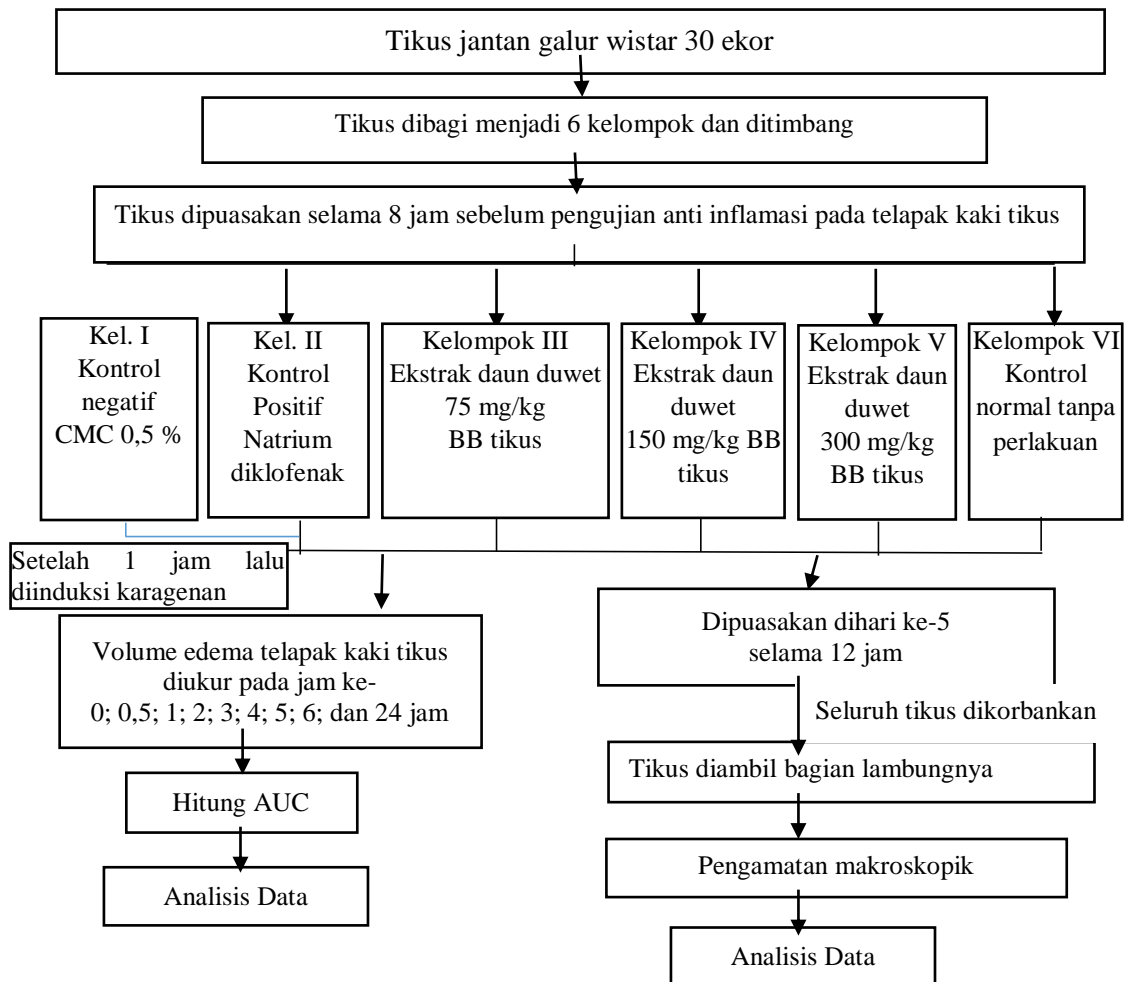 Tikus jantan galur wistar 30 ekor
Tikus dibagi menjadi 6 kelompok dan ditimbang
Tikus dipuasakan selama 8 jam sebelum pengujian anti inflamasi pada telapak kaki tikus
Kel. I
Kontrol
negatif
CMC 0,5 %
Kel. II
Kontrol
Positif
Natrium
diklofenak
Kelompok III
Ekstrak daun duwet
75 mg/kg
BB tikus
Kelompok IV
Ekstrak daun
duwet
150 mg/kg BB
tikus
Kelompok V
Ekstrak daun
duwet
300 mg/kg
BB tikus
Kelompok VI
Kontrol
normal tanpa
perlakuan
Setelah 1 jam lalu
diinduksi karagenan
Volume edema telapak kaki tikus
diukur pada jam ke-
0; 0,5; 1; 2; 3; 4; 5; 6; dan 24 jam
Hitung AUC
Analisis Data
Dipuasakan dihari ke-5
selama 12 jam
Seluruh tikus dikorbankan
Tikus diambil bagian lambungnya
Pengamatan makroskopik
Analisis Data